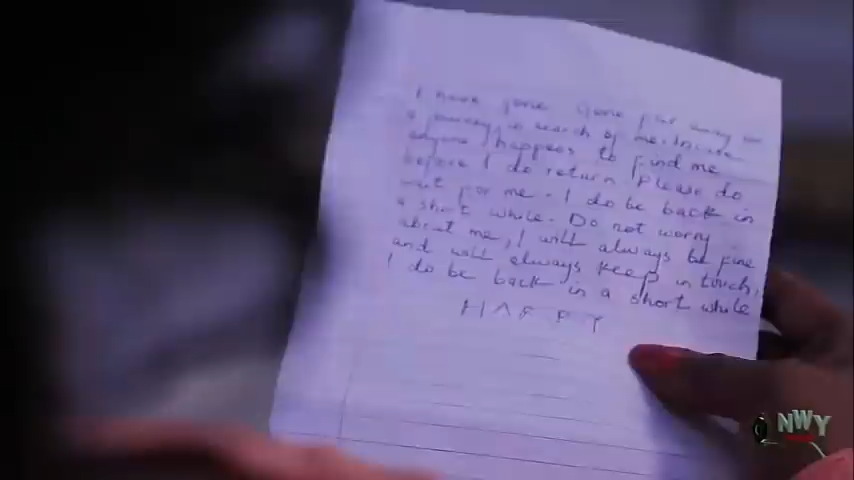 I have gone gone far away on
a journey in search of me. Incase
anyone happens to find me
before I do return, please do
wait for me. I do be back in
a short while. Do not worry
about me, I will always be fine
and will always keep in touch,
I do be back in a short while
HAPPY
NWY